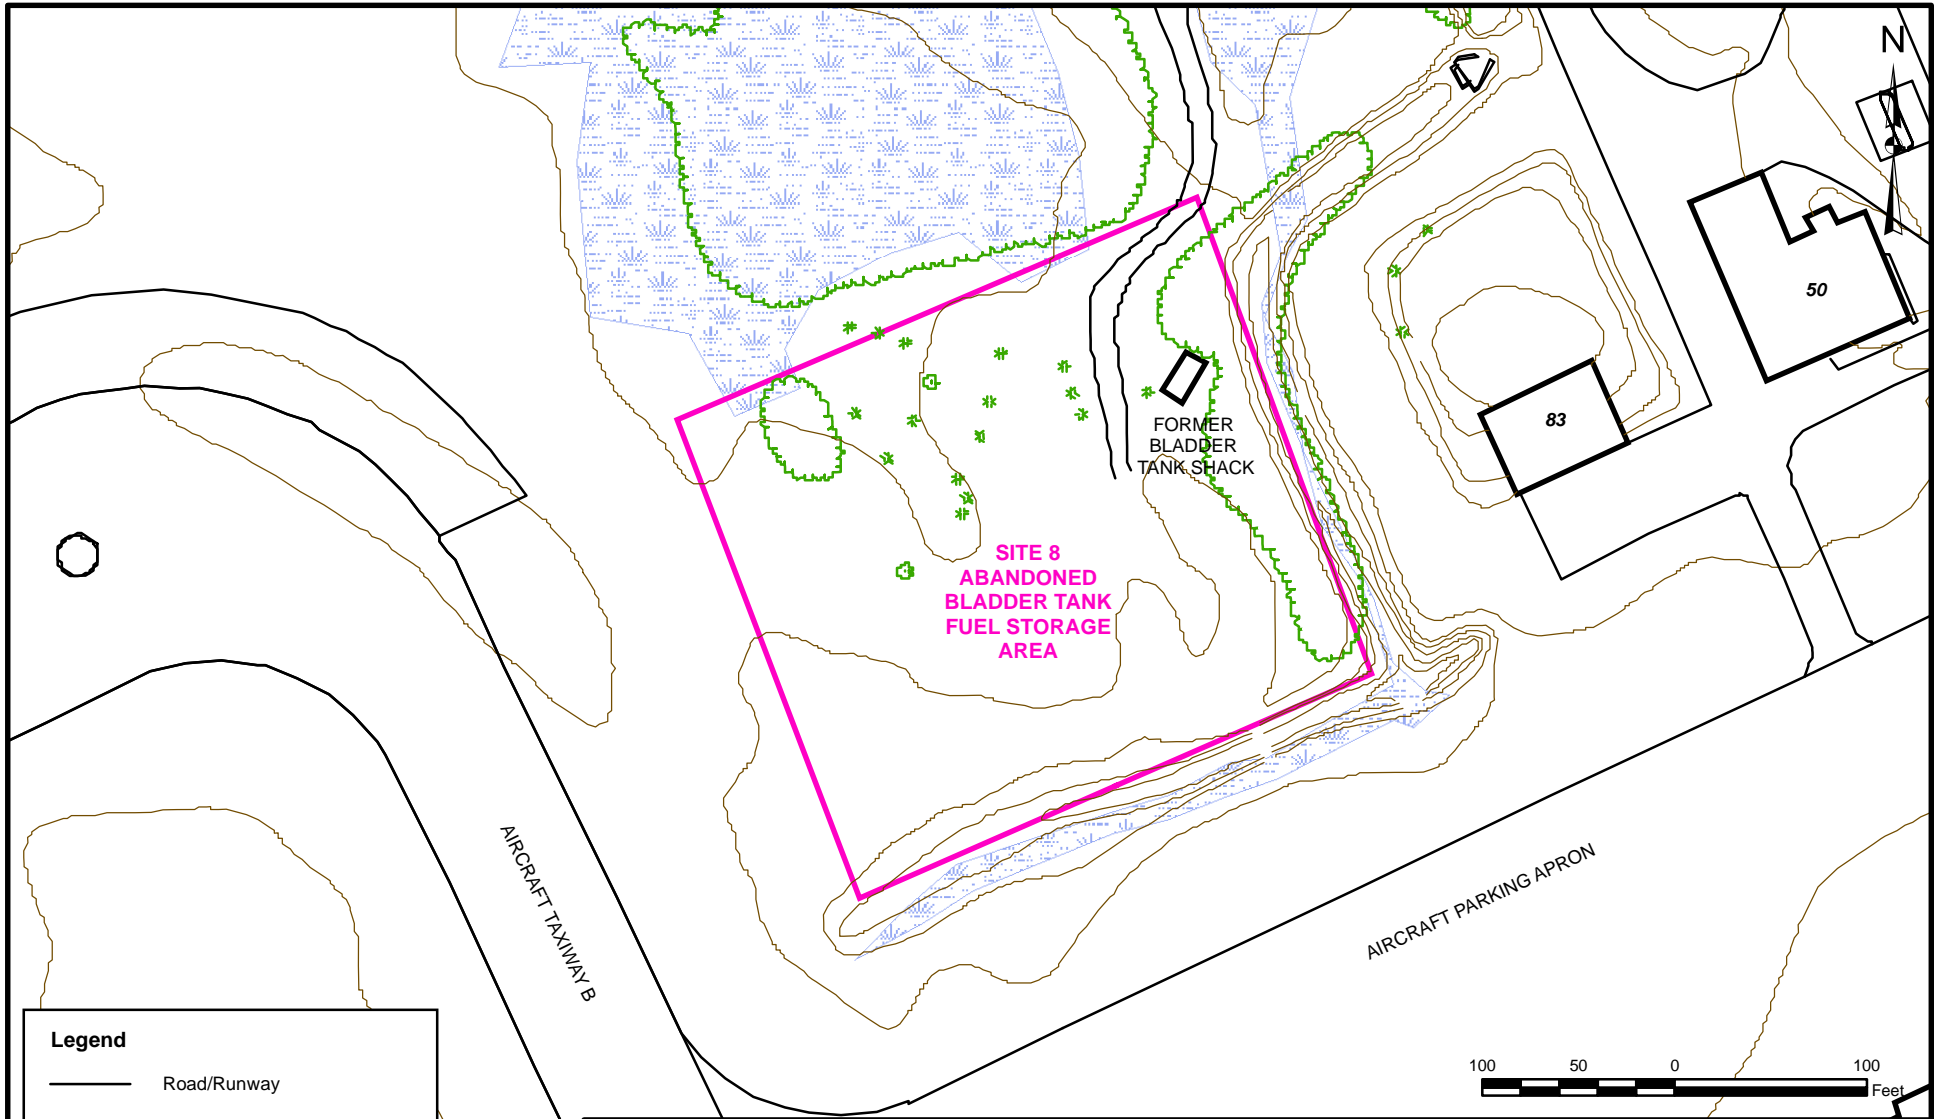 N
50
83
FORMER
BLADDER
TANK SHACK
SITE 8
ABANDONED
BLADDER TANK
FUEL STORAGE
AREA
AIRCRAFT TAXIWAY B
AIRCRAFT PARKING APRON
Legend
Road/Runway
100 50 0 100
Feet